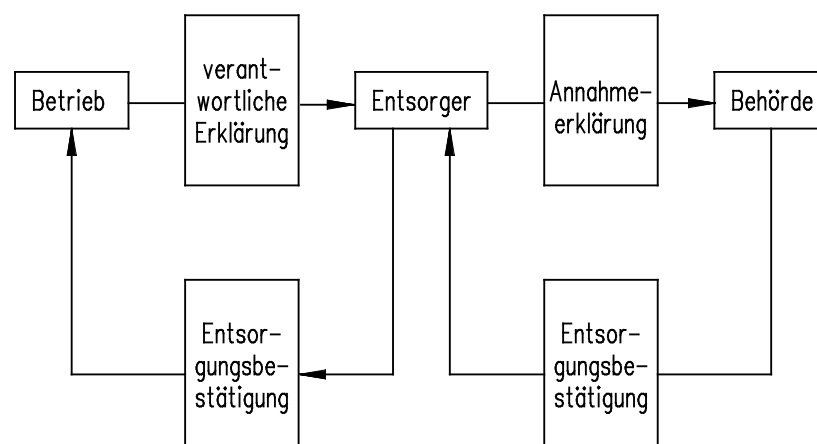 Betrieb
verant-
wortliche
Erklärung
Entsorger
Annahme-
erklärung
Behörde
Entsor-
gungsbe-
stätigung
Entsor-
gungsbe-
stätigung